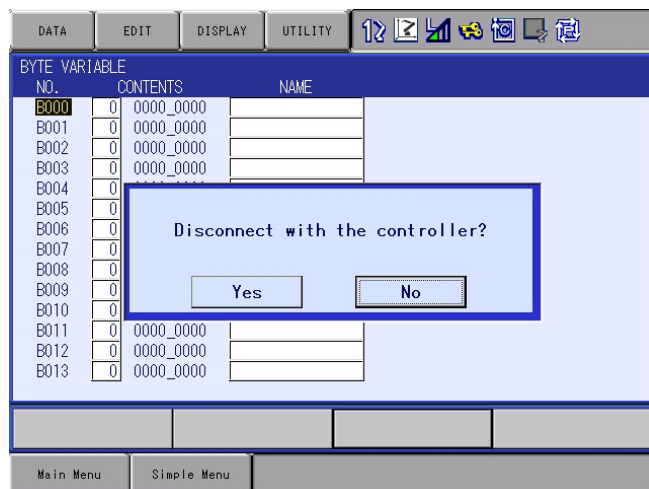 DATA EDIT DISPLAY UTILITY
BYTE VARIABLE
NO. CONTENTS NAME
B000 0 0000_0000
B001 0 0000_0000
B002 0 0000_0000
B003 0 0000_0000
B004 0
B005 0
B006 0
B007 0
B008 0
B009 0
B010 0
B011 0 0000_0000
B012 0 0000_0000
B013 0 0000_0000
Disconnect with the controller?
Yes No
Main Menu Simple Menu